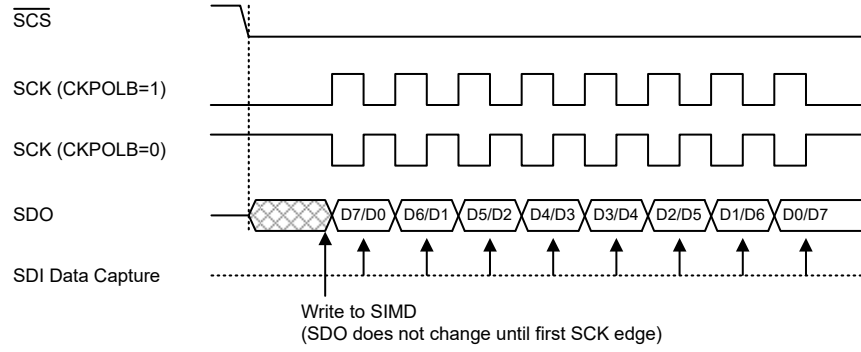 SCS
SCK (CKPOLB=1)
SCK (CKPOLB=0)
SDO
D7/D0 D6/D1 D5/D2 D4/D3 D3/D4 D2/D5 D1/D6 D0/D7
SDI Data Capture
Write to SIMD
(SDO does not change until first SCK edge)